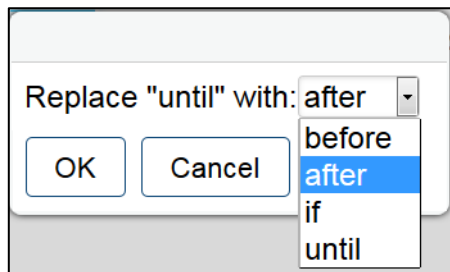 Replace "until" with: after
before
OK Cancel after
if
until